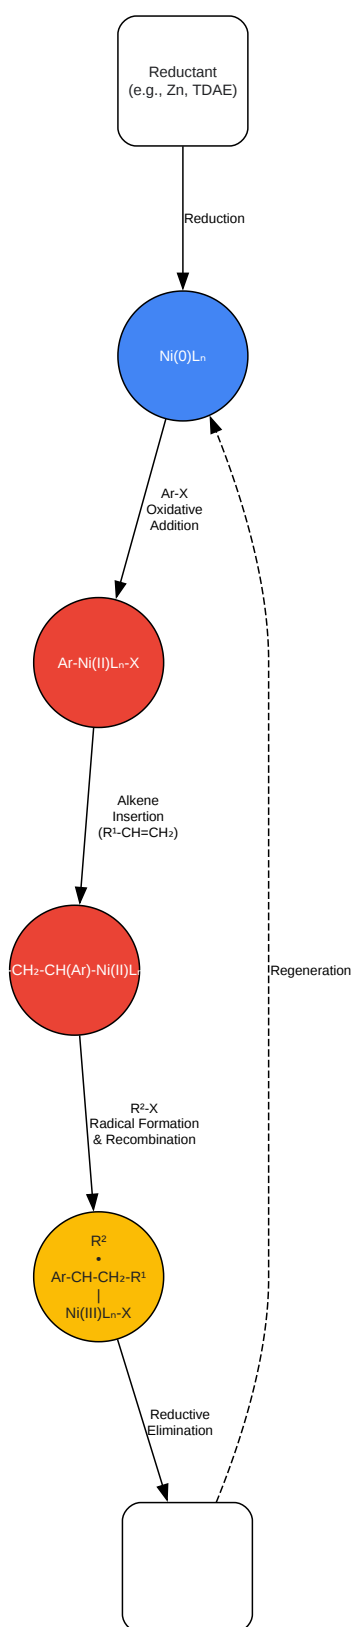 Reductant
(e.g., Zn, TDAE)
Reduction
Ni(0)Lₙ
Ar-X
Oxidative
Addition
Ar-Ni(II)Lₙ-X
Alkene
Insertion
(R¹-CH=CH₂)
-CH₂-CH(Ar)-Ni(II)L
Regeneration
R²-X
Radical Formation
& Recombination
R²
•
Ar-CH-CH₂-R¹
|
Ni(III)Lₙ-X
Reductive
Elimination